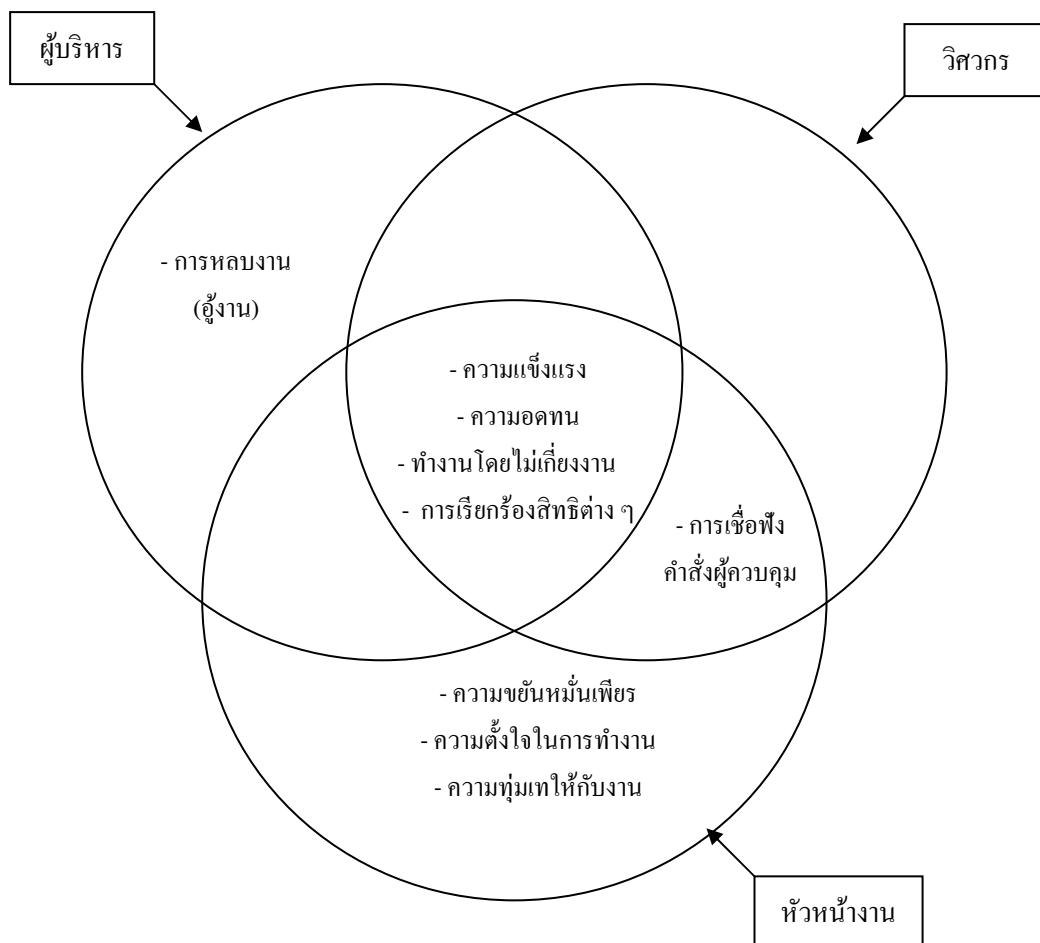 ผู้บริหาร
วิศวกร
- การหลบงาน
(อู้งาน)
- ความแข็งแรง
- ความอดทน
- ทำงานโดยไม่เกี่ยงงาน
- การเรียกร้องสิทธิต่าง ๆ
- การเชื่อฟัง
คำสั่งผู้ควบคุม
- ความขยันหมั่นเพียร
- ความตั้งใจในการทำงาน
- ความทุ่มเทให้กับงาน
หัวหน้างาน